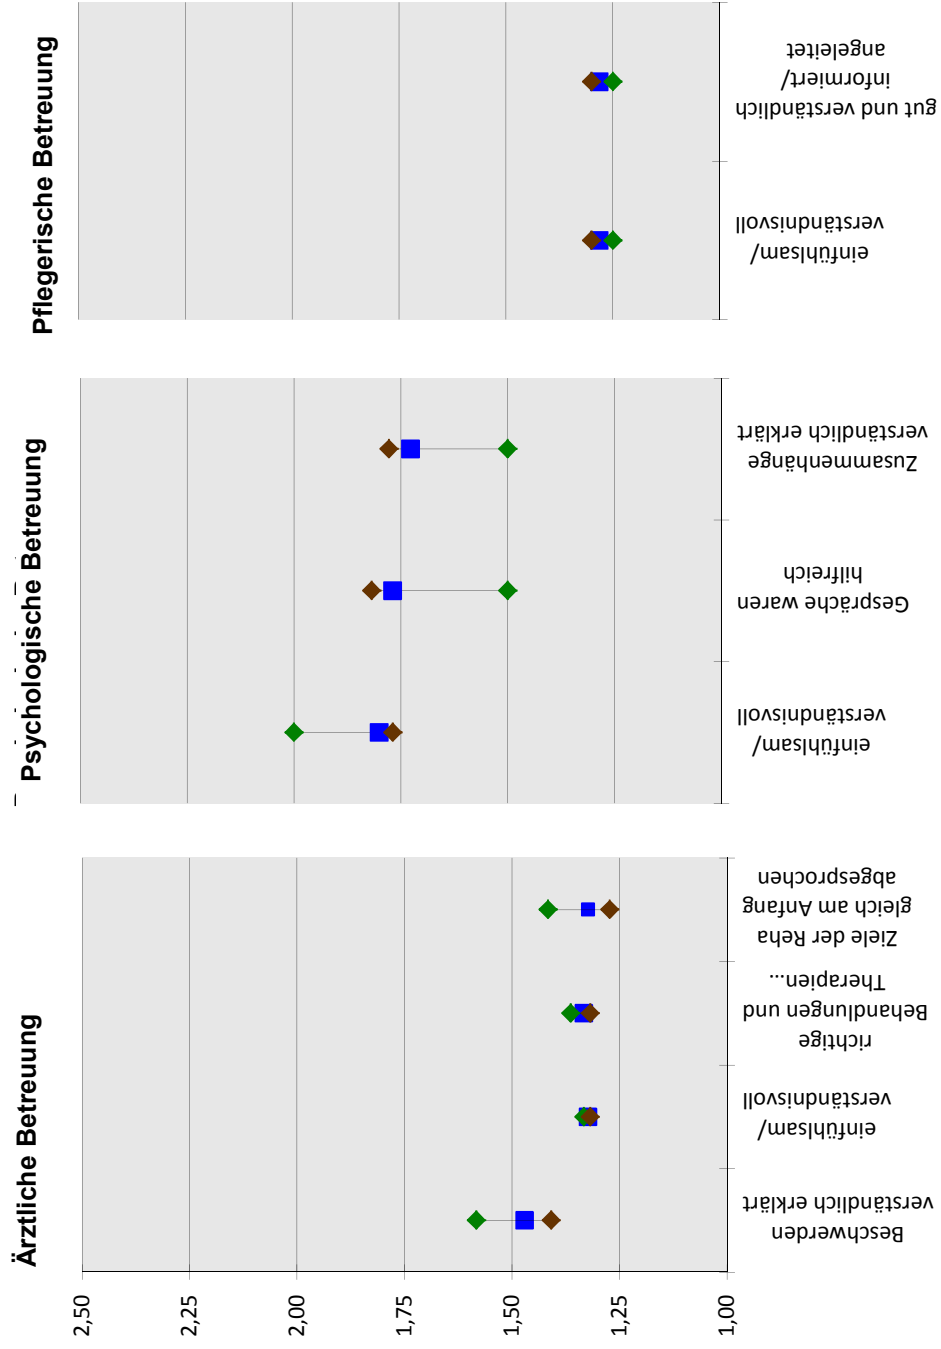 Ärztliche Betreuung
2,50
2,25
2,00
1,75
1,50
1,25
1,00
Beschwerden
verständlich erklärt
einfühlsam/
verständnisvoll
richtige
Behandlungen und
Therapien...
Ziele der Reha
gleich am Anfang
abgesprochen
Psychologische Betreuung
einfühlsam/
verständnisvoll
Gespräche waren
hilfreich
Zusammenhänge
verständlich erklärt
Pflegerische Betreuung
einfühlsam/
verständnisvoll
gut und verständlich
informiert/
angeleitet